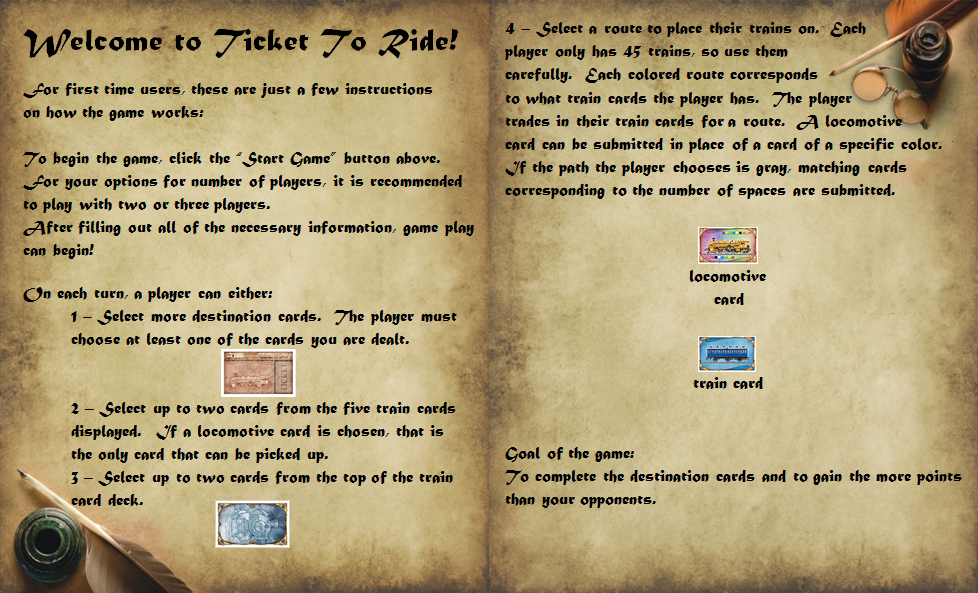 Welcome to Ticket To Ride!
For first time users, these are just a few instructions
on how the game works:
To begin the game, click the "Start Game" button above.
For your options for number of players, it is recommended
to play with two or three players.
After filling out all of the necessary information, game play
can begin!
On each turn, a player can either:
1 – Select more destination cards. The player must
choose at least one of the cards you are dealt.
2 – Select up to two cards from the five train cards
displayed. If a locomotive card is chosen, that is
the only card that can be picked up.
3 – Select up to two cards from the top of the train
card deck.
4 – Select a route to place their trains on. Each
player only has 45 trains, so use them
carefully. Each colored route corresponds
to what train cards the player has. The player
trades in their train cards for a route. A locomotive
card can be submitted in place of a card of a specific color.
If the path the player chooses is gray, matching cards
corresponding to the number of spaces are submitted.
locomotive
card
train card
Goal of the game:
To complete the destination cards and to gain the more points
than your opponents.